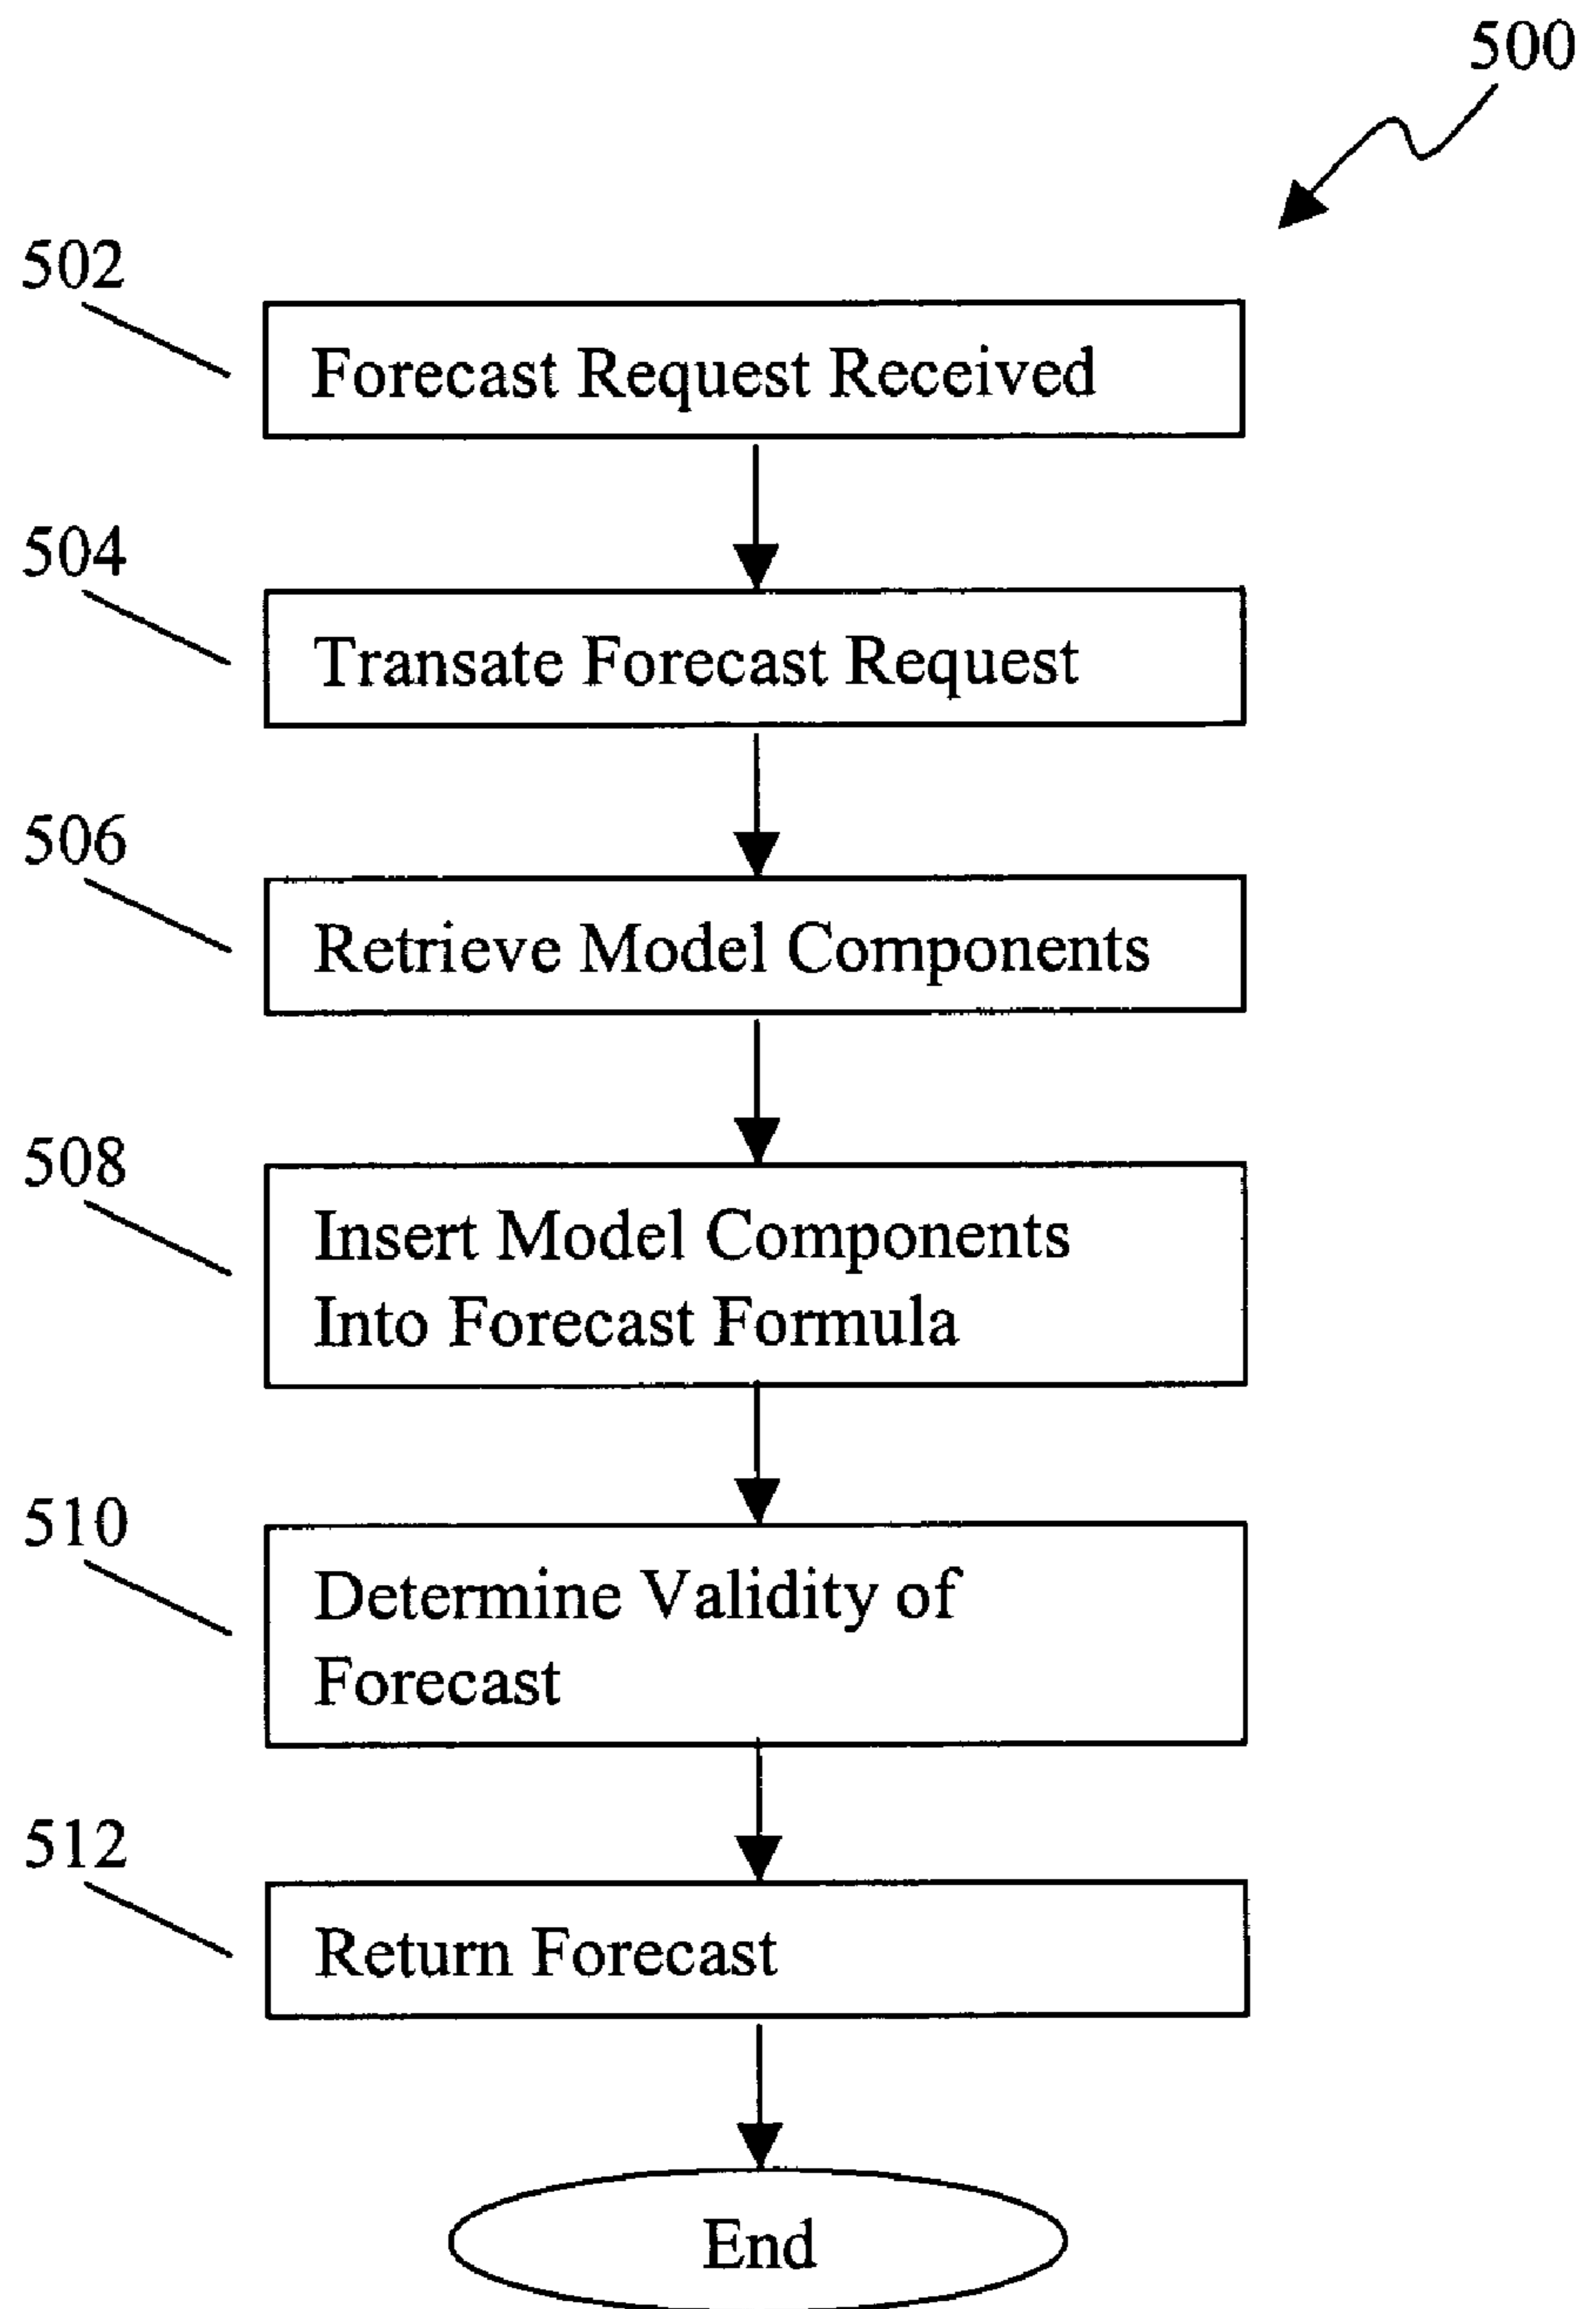 500
502
Forecast Request Received
504
Transate Forecast Request
506
Retrieve Model Components
508
Insert Model Components
Into Forecast Formula
510
Determine Validity of
Forecast
512
Return Forecast
End